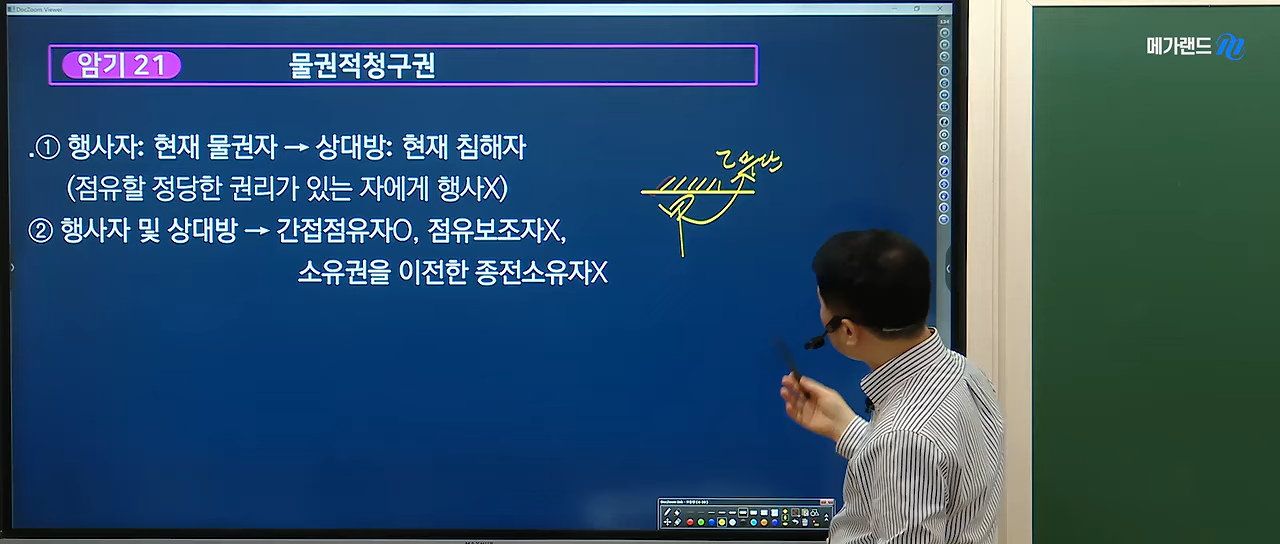 DocZoom Viewer
메가랜드
암기 21 물권적청구권
.① 행사자: 현재 물권자 → 상대방: 현재 침해자
(점유할 정당한 권리가 있는 자에게 행사X)
② 행사자 및 상대방 → 간접점유자O, 점유보조자X,
소유권을 이전한 종전소유자X
甲